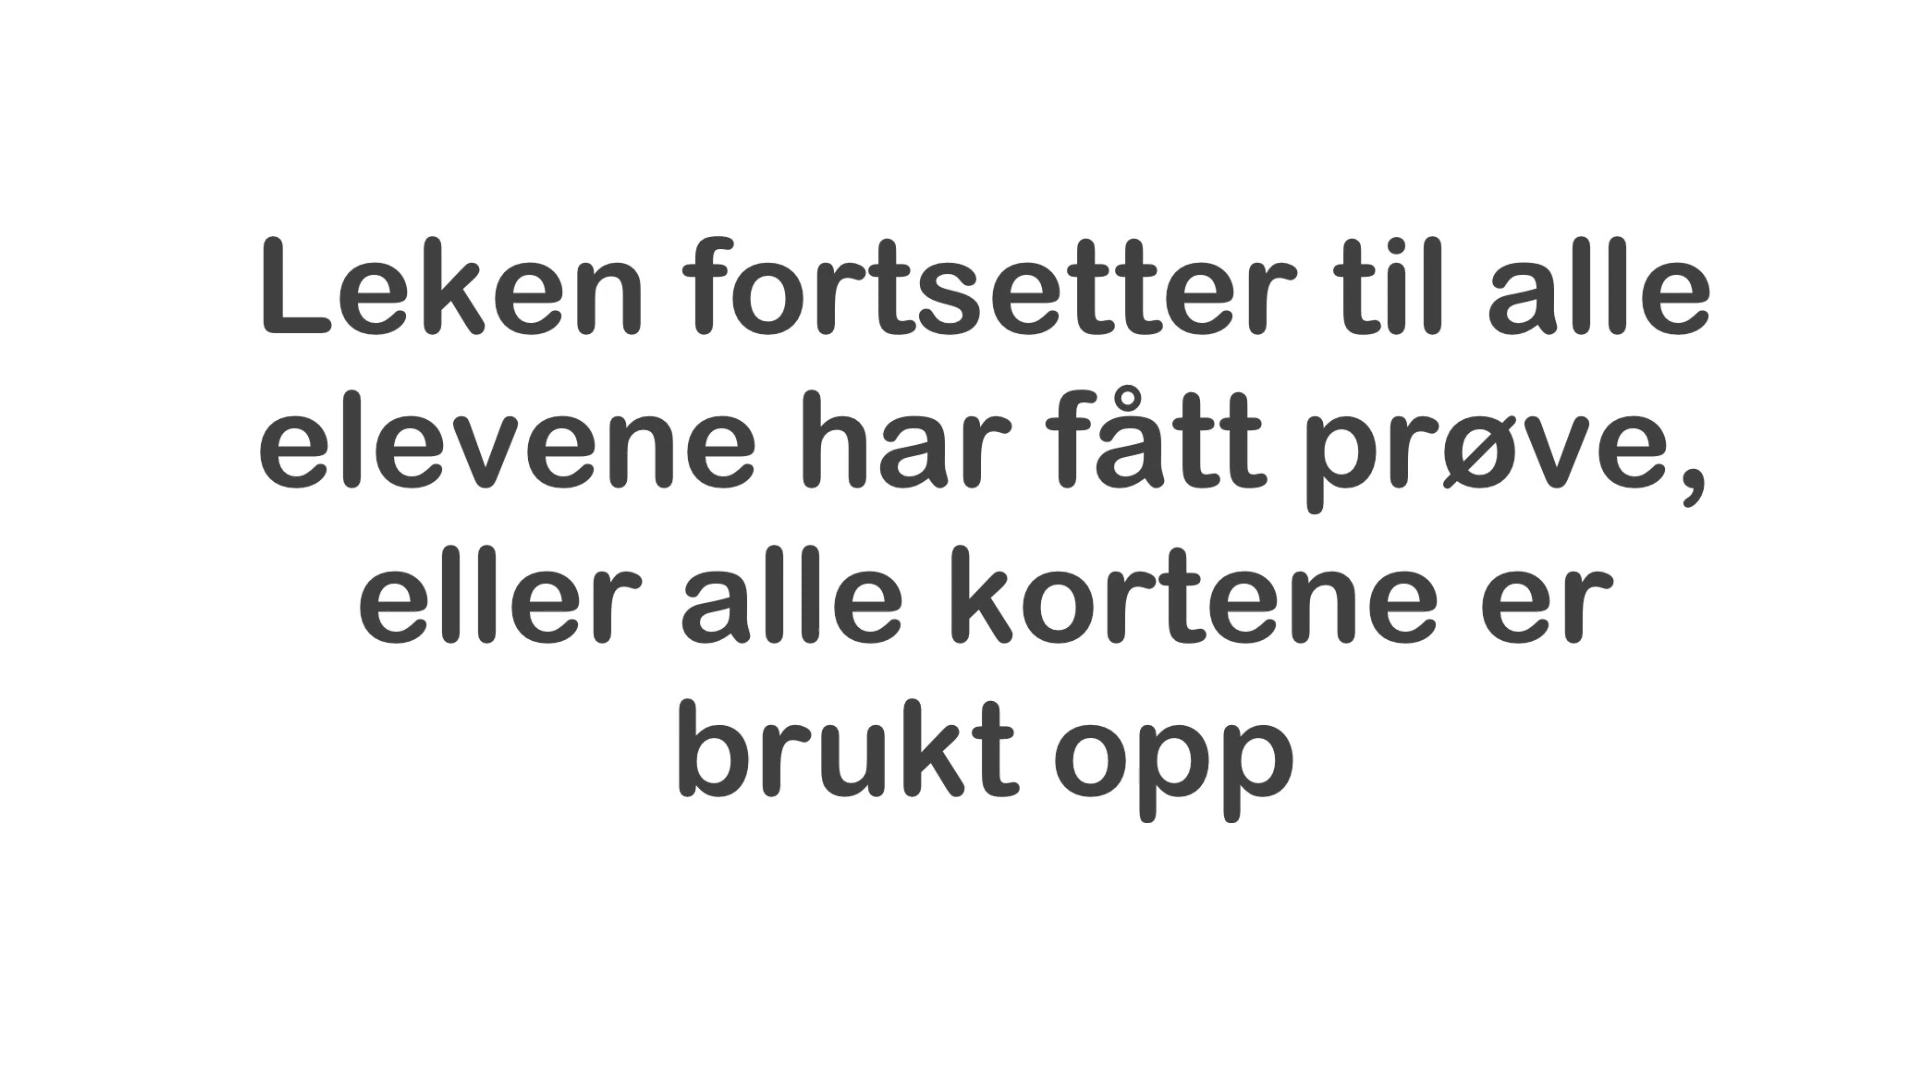 Leken fortsetter til alle
elevene har fått prøve,
eller alle kortene er
brukt opp